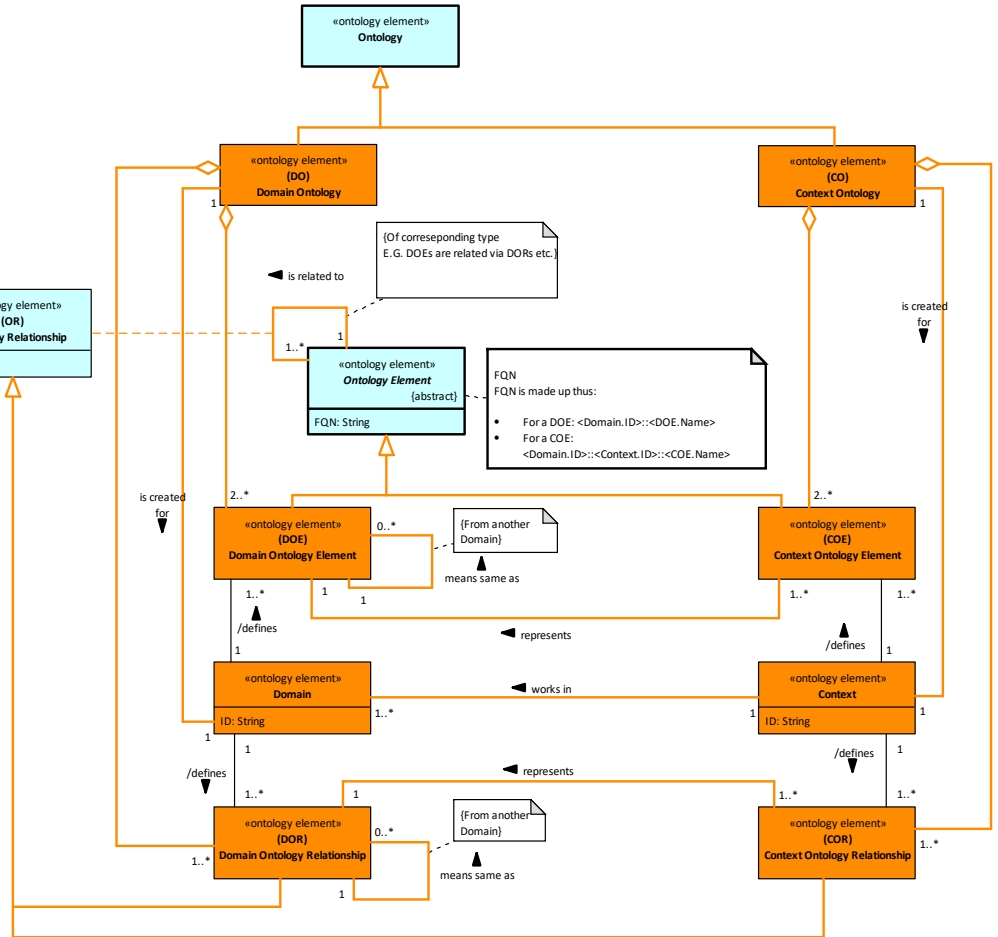 «ontology element»
Ontology
«ontology element»
(DO)
Domain Ontology
«ontology element»
(CO)
Context Ontology
1
1
{Of correseponding type
E.G. DOEs are related via DORs etc.}
is related to
ogy element»
(OR)
y Relationship
is created
for
1
1..*
«ontology element»
Ontology Element
{abstract}
FQN: String
FQN
FQN is made up thus:
• For a DOE: <Domain.ID>::<DOE.Name>
• For a COE:
<Domain.ID>::<Context.ID>::<COE.Name>
is created
for
2..*
2..*
«ontology element»
(DOE)
Domain Ontology Element
0..*
{From another
Domain}
means same as
«ontology element»
(COE)
Context Ontology Element
1..*
1
1
1..*
1..*
/defines
represents
/defines
1
1
«ontology element»
Domain
ID: String
works in
1..*
1
«ontology element»
Context
ID: String
1
1
1
1
/defines
/defines
represents
1..*
1
1..*
1..*
«ontology element»
(DOR)
Domain Ontology Relationship
0..*
{From another
Domain}
means same as
«ontology element»
(COR)
Context Ontology Relationship
1..*
1..*
1